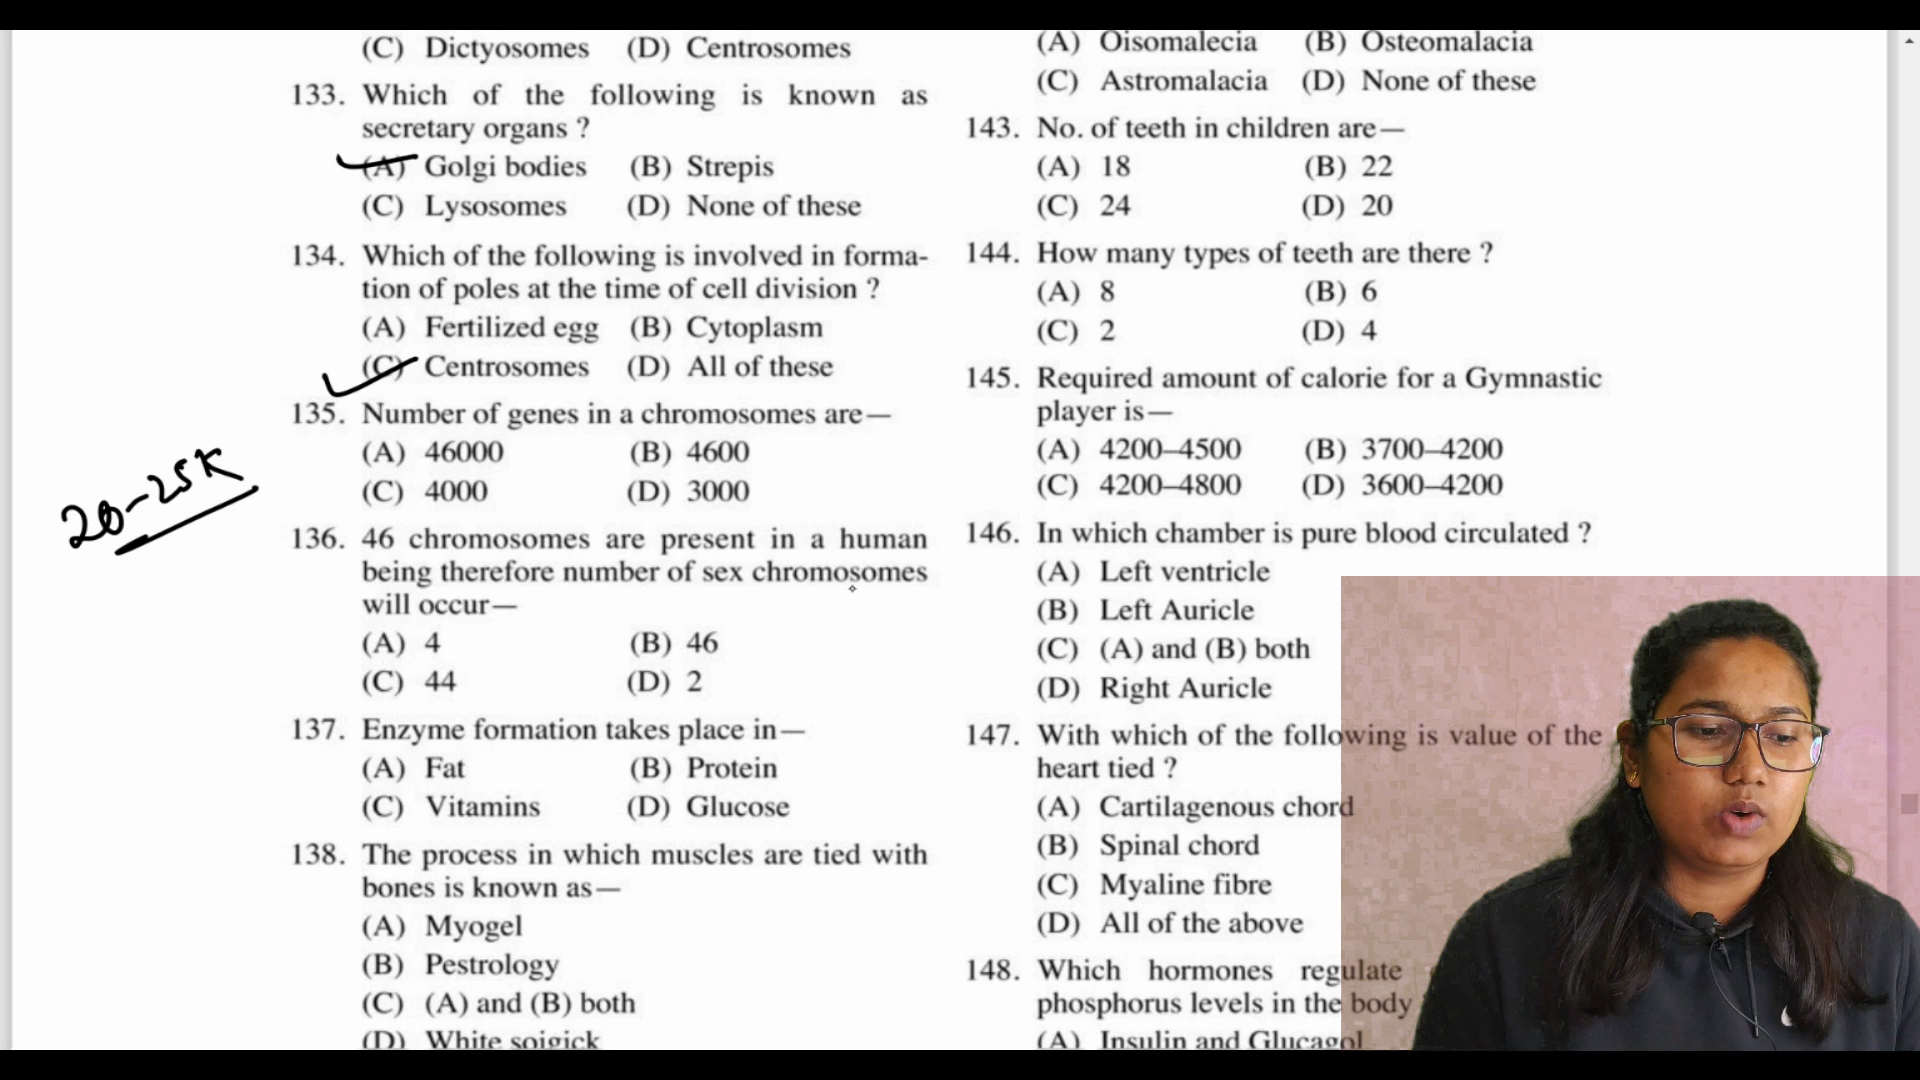 (C) Dictyosomes (D) Centrosomes
133. Which of the following is known as
secretary organs ?
(A) Golgi bodies (B) Strepis
(C) Lysosomes (D) None of these
134. Which of the following is involved in forma-
tion of poles at the time of cell division ?
(A) Fertilized egg (B) Cytoplasm
(C) Centrosomes (D) All of these
135. Number of genes in a chromosomes are—
(A) 46000 (B) 4600
(C) 4000 (D) 3000
20-25K
136. 46 chromosomes are present in a human
being therefore number of sex chromosomes
will occur—
(A) 4 (B) 46
(C) 44 (D) 2
137. Enzyme formation takes place in—
(A) Fat (B) Protein
(C) Vitamins (D) Glucose
138. The process in which muscles are tied with
bones is known as—
(A) Myogel
(B) Pestrology
(C) (A) and (B) both
(D) White soigick
(A) Oisomalecia (B) Osteomalacia
(C) Astromalacia (D) None of these
143. No. of teeth in children are—
(A) 18 (B) 22
(C) 24 (D) 20
144. How many types of teeth are there ?
(A) 8 (B) 6
(C) 2 (D) 4
145. Required amount of calorie for a Gymnastic
player is—
(A) 4200–4500 (B) 3700–4200
(C) 4200–4800 (D) 3600–4200
146. In which chamber is pure blood circulated ?
(A) Left ventricle
(B) Left Auricle
(C) (A) and (B) both
(D) Right Auricle
147. With which of the following is value of the
heart tied ?
(A) Cartilagenous chord
(B) Spinal chord
(C) Myaline fibre
(D) All of the above
148. Which hormones regulate
phosphorus levels in the body
(A) Insulin and Glucagol